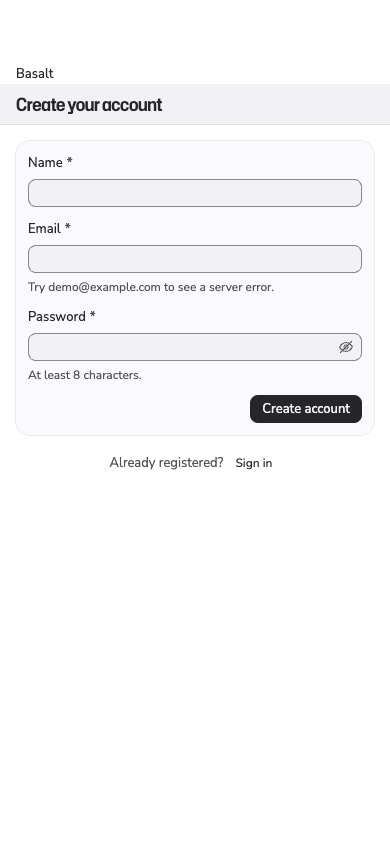 Basalt
Create your account
Name *
Email *
Try demo@example.com to see a server error.
Password *
At least 8 characters.
Create account
Already registered? Sign in